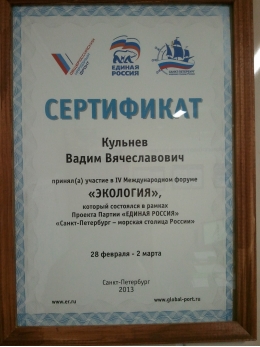 ЕДИНАЯ
РОССИЯ
СЕРТИФИКАТ
Кульнев
Вадим Вячеславович
принял(а) участие в IV Международном форуме
«ЭКОЛОГИЯ»,
который состоялся в рамках
Проекта Партии «ЕДИНАЯ РОССИЯ»
«Санкт-Петербург – морская столица России»
28 февраля - 2 марта
Санкт-Петербург
2013
www.er.ru
www.global-port.ru